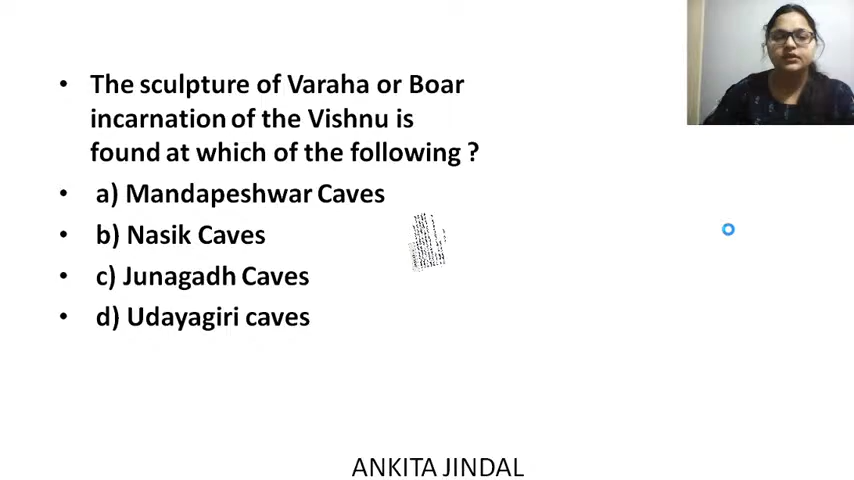 • The sculpture of Varaha or Boar
incarnation of the Vishnu is
found at which of the following ?
• a) Mandapeshwar Caves
• b) Nasik Caves
• c) Junagadh Caves
• d) Udayagiri caves
ANKITA JINDAL